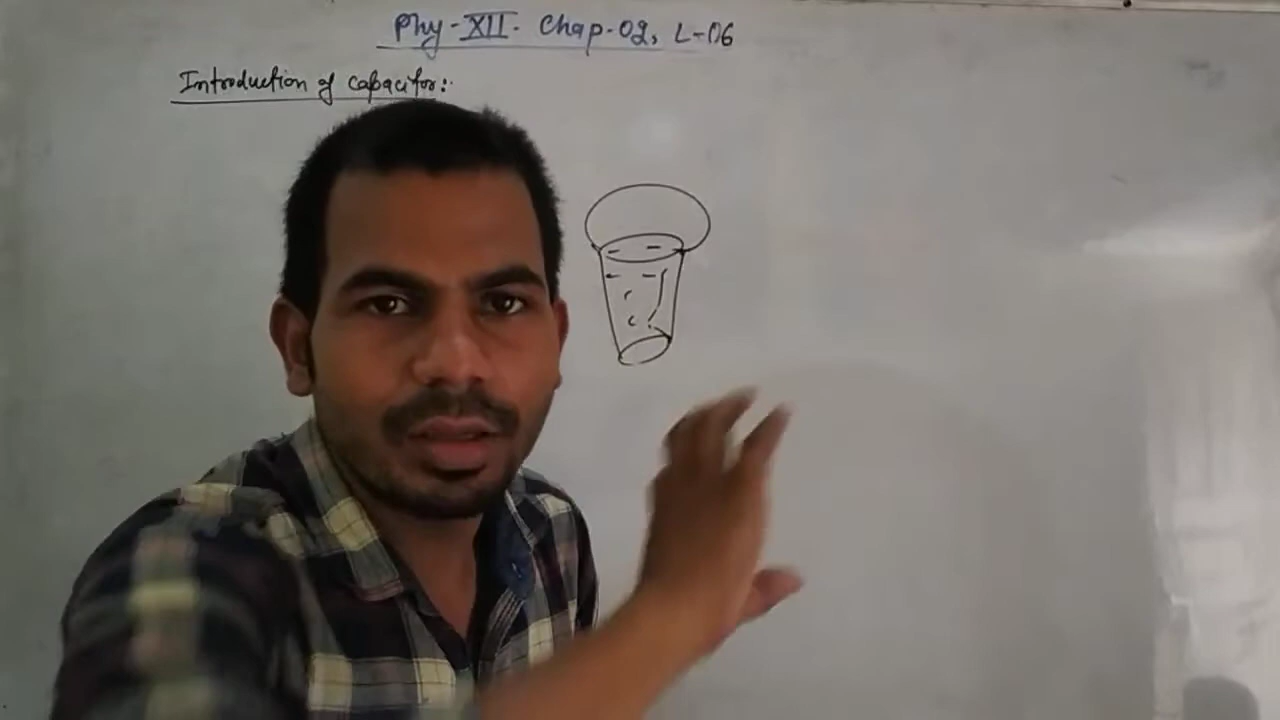 Phy-XII. Chap-02, L-06
Introduction of capacitor: